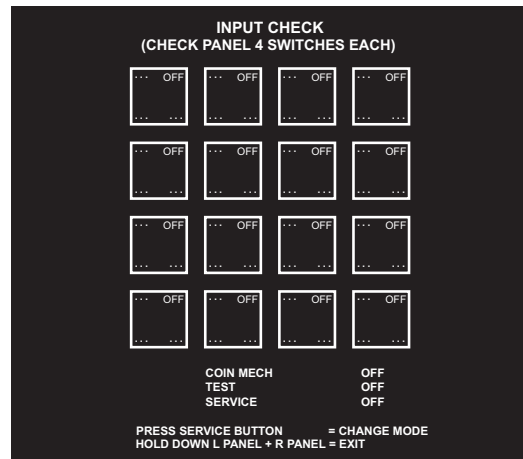 INPUT CHECK
(CHECK PANEL 4 SWITCHES EACH)
... OFF ... OFF ... OFF ... OFF
... ... ... ... ... ... ... ...
... OFF ... OFF ... OFF ... OFF
... ... ... ... ... ... ... ...
... OFF ... OFF ... OFF ... OFF
... ... ... ... ... ... ... ...
... OFF ... OFF ... OFF ... OFF
... ... ... ... ... ... ... ...
COIN MECH OFF
TEST OFF
SERVICE OFF
PRESS SERVICE BUTTON = CHANGE MODE
HOLD DOWN L PANEL + R PANEL = EXIT